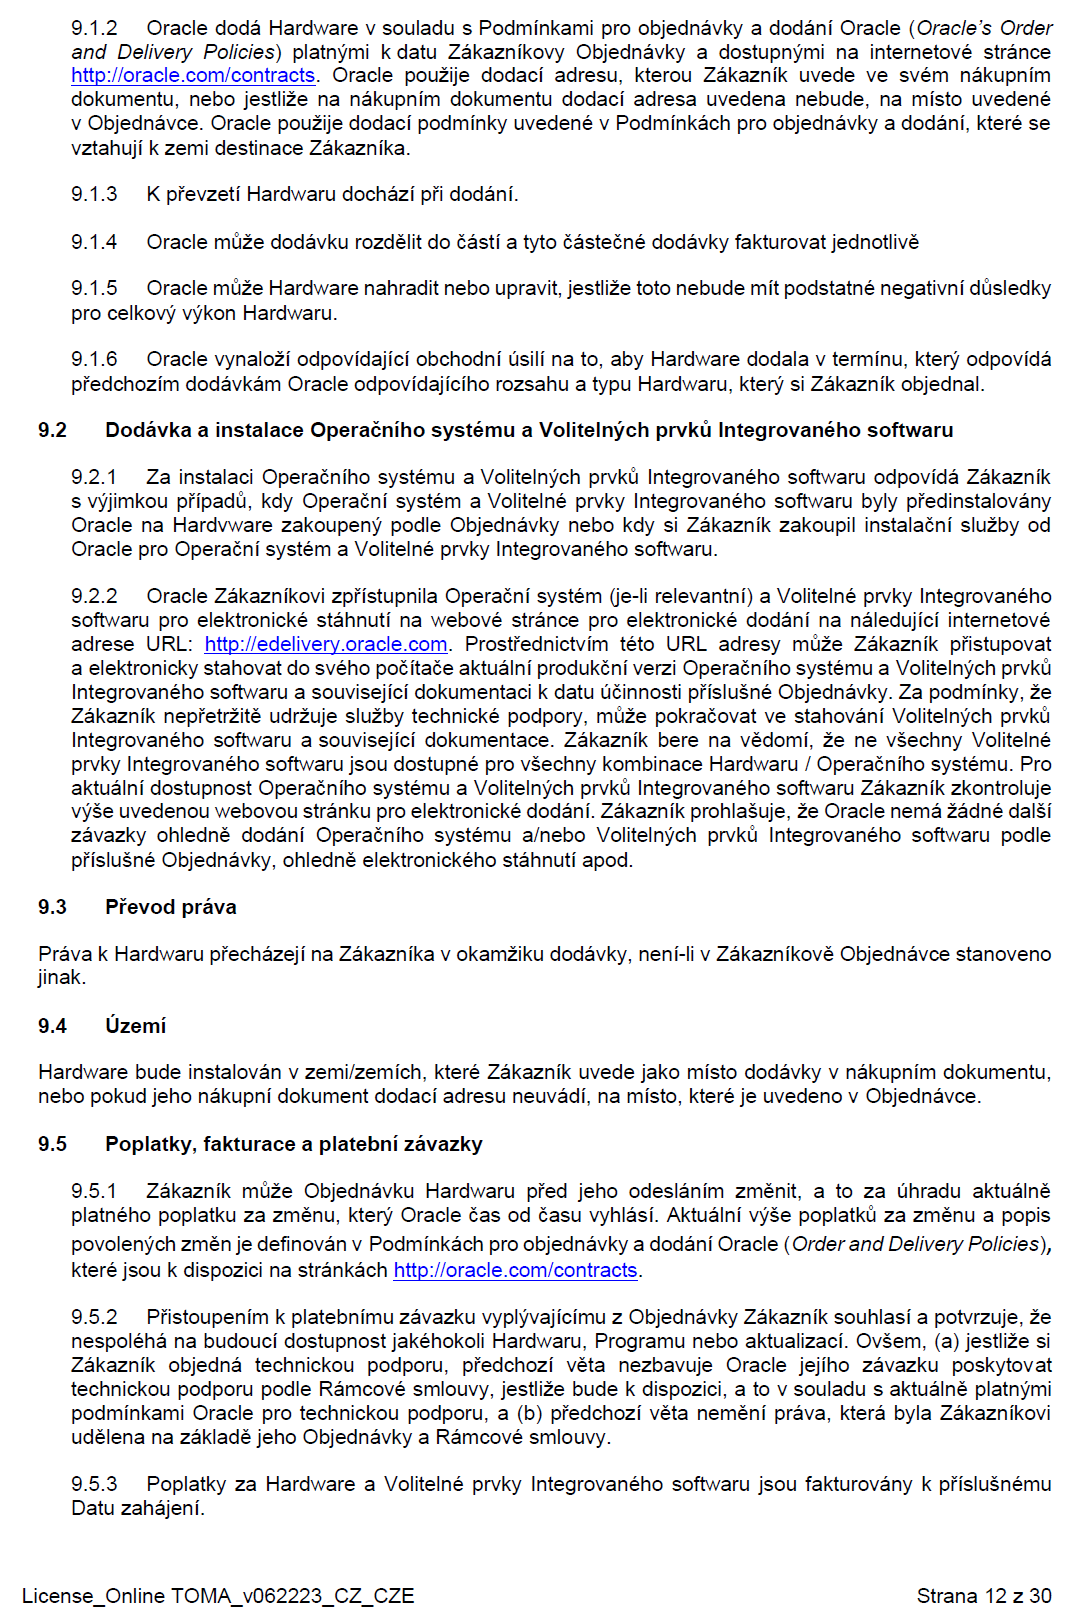 9.1.2 Oracle dodá Hardware v souladu s Podmínkami pro objednávky a dodání Oracle (Oracle's Order
and Delivery Policies) platnými k datu Zákazníkovy Objednávky a dostupnými na internetové stránce
http://oracle.com/contracts. Oracle použije dodací adresu, kterou Zákazník uvede ve svém nákupním
dokumentu, nebo jestliže na nákupním dokumentu dodací adresa uvedena nebude, na místo uvedené
v Objednávce. Oracle použije dodací podmínky uvedené v Podmínkách pro objednávky a dodání, které se
vztahují k zemi destinace Zákazníka.
9.1.3 K převzetí Hardwaru dochází při dodání.
9.1.4 Oracle může dodávku rozdělit do částí a tyto částečné dodávky fakturovat jednotlivě
9.1.5 Oracle může Hardware nahradit nebo upravit, jestliže toto nebude mít podstatné negativní důsledky
pro celkový výkon Hardwaru.
9.1.6 Oracle vynaloží odpovídající obchodní úsilí na to, aby Hardware dodala v termínu, který odpovídá
předchozím dodávkám Oracle odpovídajícího rozsahu a typu Hardwaru, který si Zákazník objednal.
9.2 Dodávka a instalace Operačního systému a Volitelných prvků Integrovaného softwaru
9.2.1 Za instalaci Operačního systému a Volitelných prvků Integrovaného softwaru odpovídá Zákazník
s výjimkou případů, kdy Operační systém a Volitelné prvky Integrovaného softwaru byly předinstalovány
Oracle na Hardvware zakoupený podle Objednávky nebo kdy si Zákazník zakoupil instalační služby od
Oracle pro Operační systém a Volitelné prvky Integrovaného softwaru.
9.2.2 Oracle Zákazníkovi zpřístupnila Operační systém (je-li relevantní) a Volitelné prvky Integrovaného
softwaru pro elektronické stáhnutí na webové stránce pro elektronické dodání na náledující internetové
adrese URL: http://edelivery.oracle.com. Prostřednictvím této URL adresy může Zákazník přistupovat
a elektronicky stahovat do svého počítače aktuální produkční verzi Operačního systému a Volitelných prvků
Integrovaného softwaru a související dokumentaci k datu účinnosti příslušné Objednávky. Za podmínky, že
Zákazník nepřetržitě udržuje služby technické podpory, může pokračovat ve stahování Volitelných prvků
Integrovaného softwaru a související dokumentace. Zákazník bere na vědomí, že ne všechny Volitelné
prvky Integrovaného softwaru jsou dostupné pro všechny kombinace Hardwaru / Operačního systému. Pro
aktuální dostupnost Operačního systému a Volitelných prvků Integrovaného softwaru Zákazník zkontroluje
výše uvedenou webovou stránku pro elektronické dodání. Zákazník prohlašuje, že Oracle nemá žádné další
závazky ohledně dodání Operačního systému a/nebo Volitelných prvků Integrovaného softwaru podle
příslušné Objednávky, ohledně elektronického stáhnutí apod.
9.3 Převod práva
Práva k Hardwaru přecházejí na Zákazníka v okamžiku dodávky, není-li v Zákazníkově Objednávce stanoveno
jinak.
9.4 Území
Hardware bude instalován v zemi/zemích, které Zákazník uvede jako místo dodávky v nákupním dokumentu,
nebo pokud jeho nákupní dokument dodací adresu neuvádí, na místo, které je uvedeno v Objednávce.
9.5 Poplatky, fakturace a platební závazky
9.5.1 Zákazník může Objednávku Hardwaru před jeho odesláním změnit, a to za úhradu aktuálně
platného poplatku za změnu, který Oracle čas od času vyhlásí. Aktuální výše poplatků za změnu a popis
povolených změn je definován v Podmínkách pro objednávky a dodání Oracle (Order and Delivery Policies),
které jsou k dispozici na stránkách http://oracle.com/contracts.
9.5.2 Přistoupením k platebnímu závazku vyplývajícímu z Objednávky Zákazník souhlasí a potvrzuje, že
nespoléhá na budoucí dostupnost jakéhokoli Hardwaru, Programu nebo aktualizací. Ovšem, (a) jestliže si
Zákazník objedná technickou podporu, předchozí věta nezbavuje Oracle jejího závazku poskytovat
technickou podporu podle Rámcové smlouvy, jestliže bude k dispozici, a to v souladu s aktuálně platnými
podmínkami Oracle pro technickou podporu, a (b) předchozí věta nemění práva, která byla Zákazníkovi
udělena na základě jeho Objednávky a Rámcové smlouvy.
9.5.3 Poplatky za Hardware a Volitelné prvky Integrovaného softwaru jsou fakturovány k příslušnému
Datu zahájení.
License_Online TOMA_v062223_CZ_CZE Strana 12 z 30